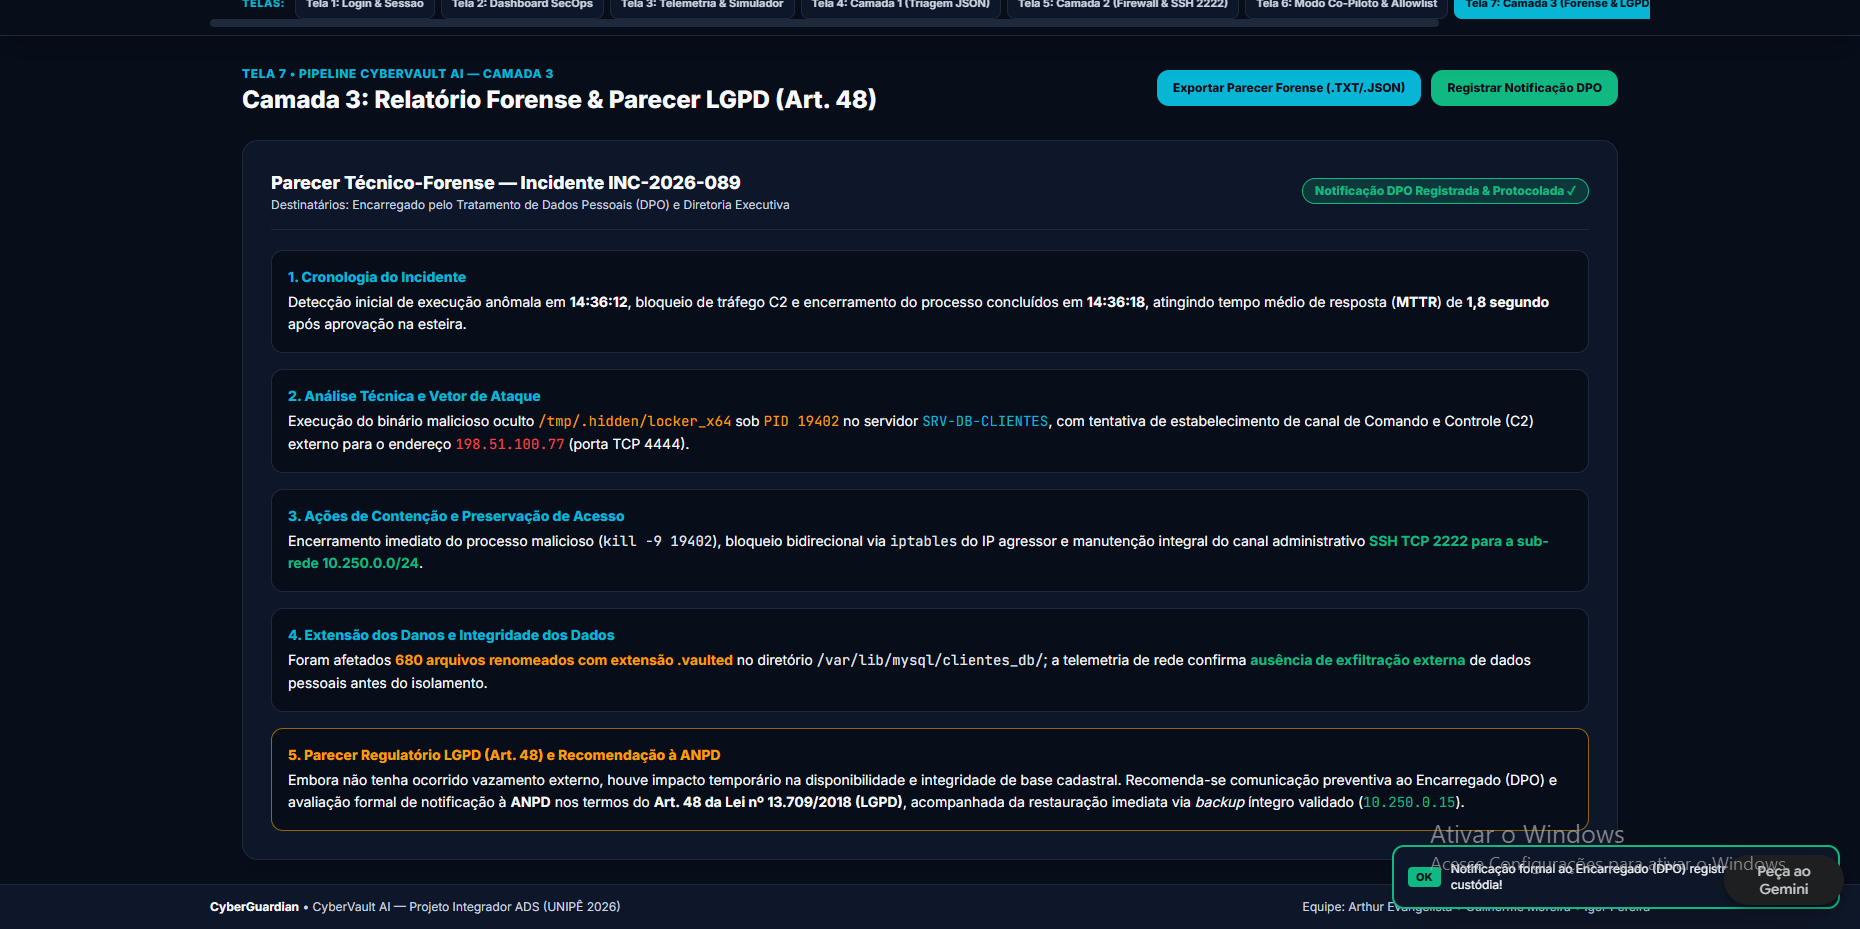 TELAS:
Tela 1: Login & Sessão
Tela 2: Dashboard SecOps
Tela 3: Telemetria & Simulador
Tela 4: Camada 1 (Triagem JSON)
Tela 5: Camada 2 (Firewall & SSH 2222)
Tela 6: Modo Co-Piloto & Allowlist
Tela 7: Camada 3 (Forense & LGPD
TELA 7 • PIPELINE CYBERVAULT AI — CAMADA 3
Camada 3: Relatório Forense & Parecer LGPD (Art. 48)
Exportar Parecer Forense (.TXT/.JSON)
Registrar Notificação DPO
Parecer Técnico-Forense — Incidente INC-2026-089
Destinatários: Encarregado pelo Tratamento de Dados Pessoais (DPO) e Diretoria Executiva
Notificação DPO Registrada & Protocolada ✓
1. Cronologia do Incidente
Detecção inicial de execução anômala em 14:36:12, bloqueio de tráfego C2 e encerramento do processo concluídos em 14:36:18, atingindo tempo médio de resposta (MTTR) de 1,8 segundo
após aprovação na esteira.
2. Análise Técnica e Vetor de Ataque
Execução do binário malicioso oculto /tmp/.hidden/locker_x64 sob PID 19402 no servidor SRV-DB-CLIENTES, com tentativa de estabelecimento de canal de Comando e Controle (C2)
externo para o endereço 198.51.100.77 (porta TCP 4444).
3. Ações de Contenção e Preservação de Acesso
Encerramento imediato do processo malicioso (kill -9 19402), bloqueio bidirecional via iptables do IP agressor e manutenção integral do canal administrativo SSH TCP 2222 para a sub-
rede 10.250.0.0/24.
4. Extensão dos Danos e Integridade dos Dados
Foram afetados 680 arquivos renomeados com extensão .vaulted no diretório /var/lib/mysql/clientes_db/; a telemetria de rede confirma ausência de exfiltração externa de dados
pessoais antes do isolamento.
5. Parecer Regulatório LGPD (Art. 48) e Recomendação à ANPD
Embora não tenha ocorrido vazamento externo, houve impacto temporário na disponibilidade e integridade de base cadastral. Recomenda-se comunicação preventiva ao Encarregado (DPO) e
avaliação formal de notificação à ANPD nos termos do Art. 48 da Lei nº 13.709/2018 (LGPD), acompanhada da restauração imediata via backup íntegro validado (10.250.0.15).
Ativar o Windows
Acesse Configurações para ativar o Windows.
OK
Notificação formal ao Encarregado (DPO) registr
custódia!
Peça ao
Gemini
CyberGuardian • CyberVault AI — Projeto Integrador ADS (UNIPÊ 2026)
Equipe: Arthur Evangelista • Guilherme Moreira • Igor Pereira